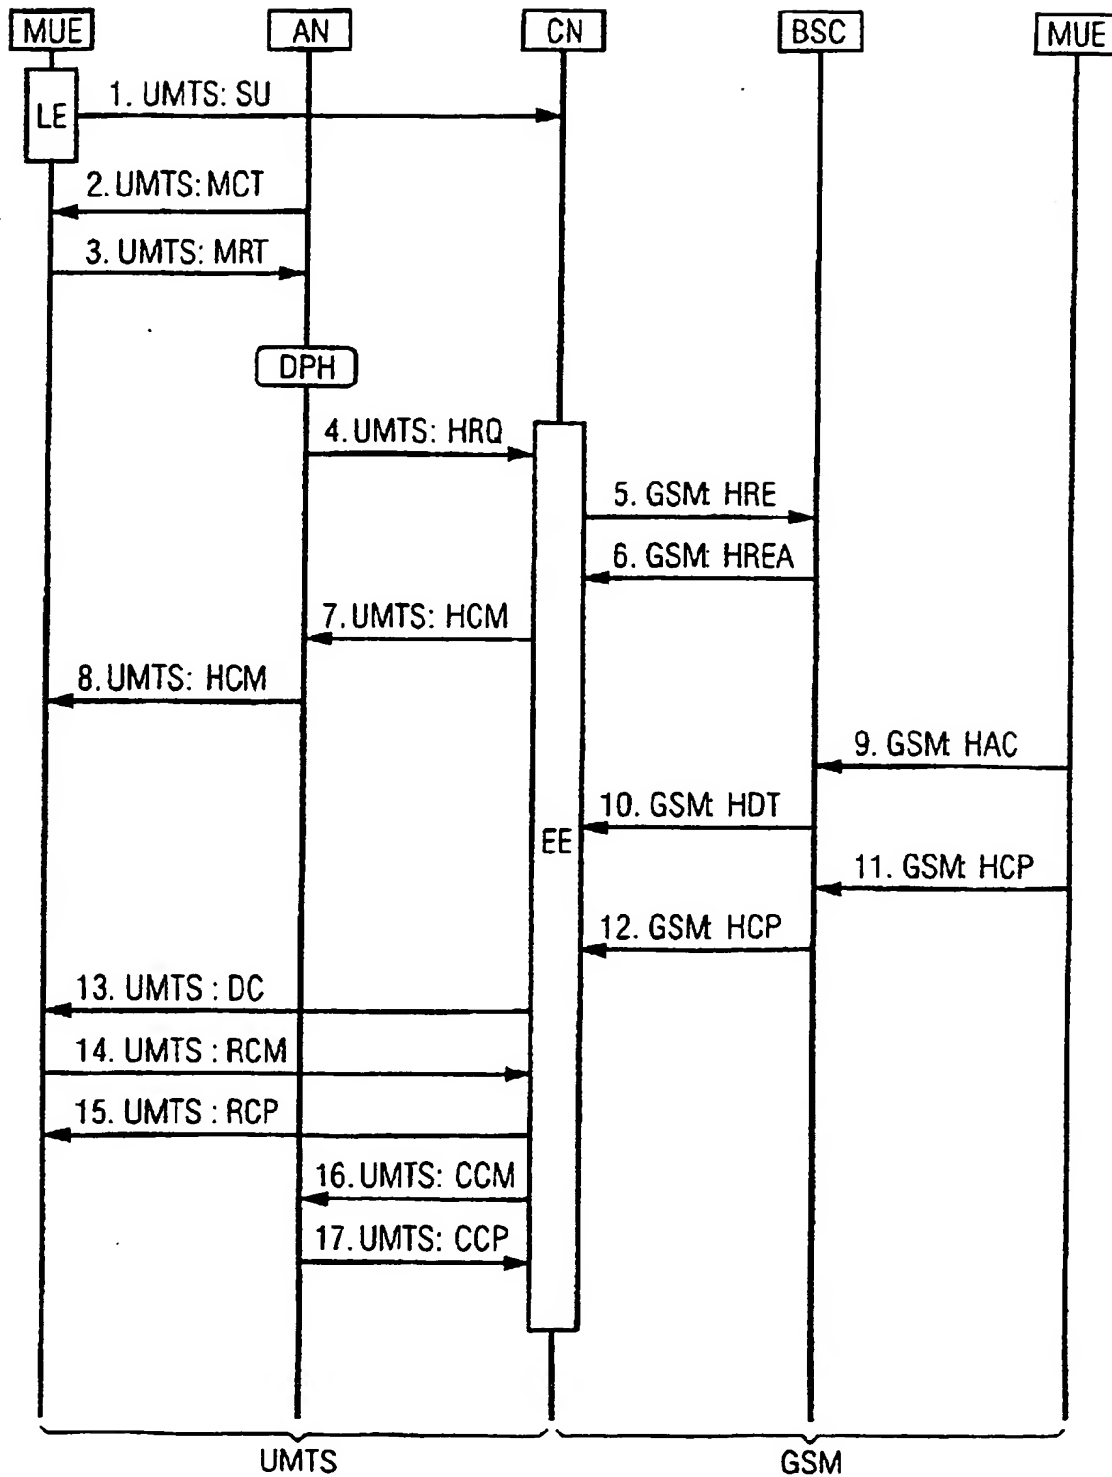 MUE AN CN BSC MUE
LE
1. UMTS: SU
2. UMTS: MCT
3. UMTS: MRT
DPH
4. UMTS: HRQ
5. GSM: HRE
6. GSM: HREA
7. UMTS: HCM
8. UMTS: HCM
9. GSM: HAC
10. GSM: HDT
EE
11. GSM: HCP
12. GSM: HCP
13. UMTS : DC
14. UMTS : RCM
15. UMTS : RCP
16. UMTS: CCM
17. UMTS: CCP
UMTS GSM